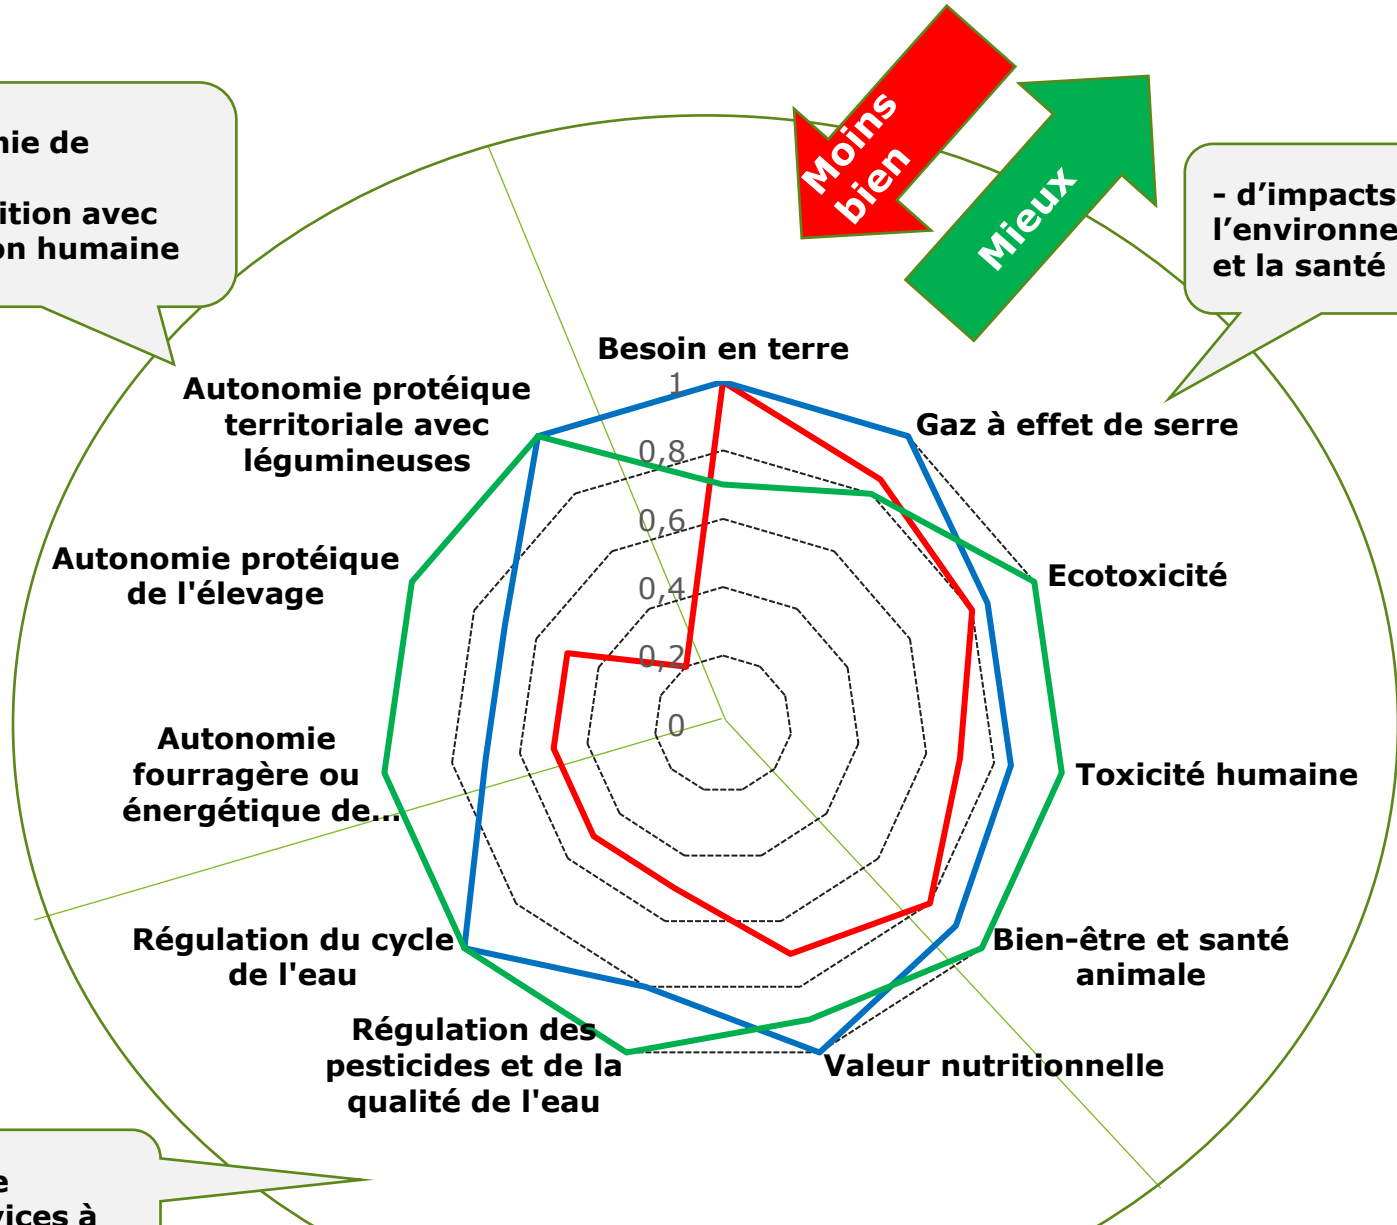 Moins
bien
Mieux
mie de
ition avec
on humaine
- d'impacts
l'environne
et la santé
Besoin en terre
Autonomie protéique
territoriale avec
légumineuses
Gaz à effet de serre
1
0,8
0,6
0,4
0,2
0
Autonomie protéique
de l'élevage
Ecotoxicité
Autonomie
fourragère ou
énergétique de...
Toxicité humaine
Régulation du cycle
de l'eau
Bien-être et santé
animale
Régulation des
pesticides et de la
qualité de l'eau
Valeur nutritionnelle
e
vices à